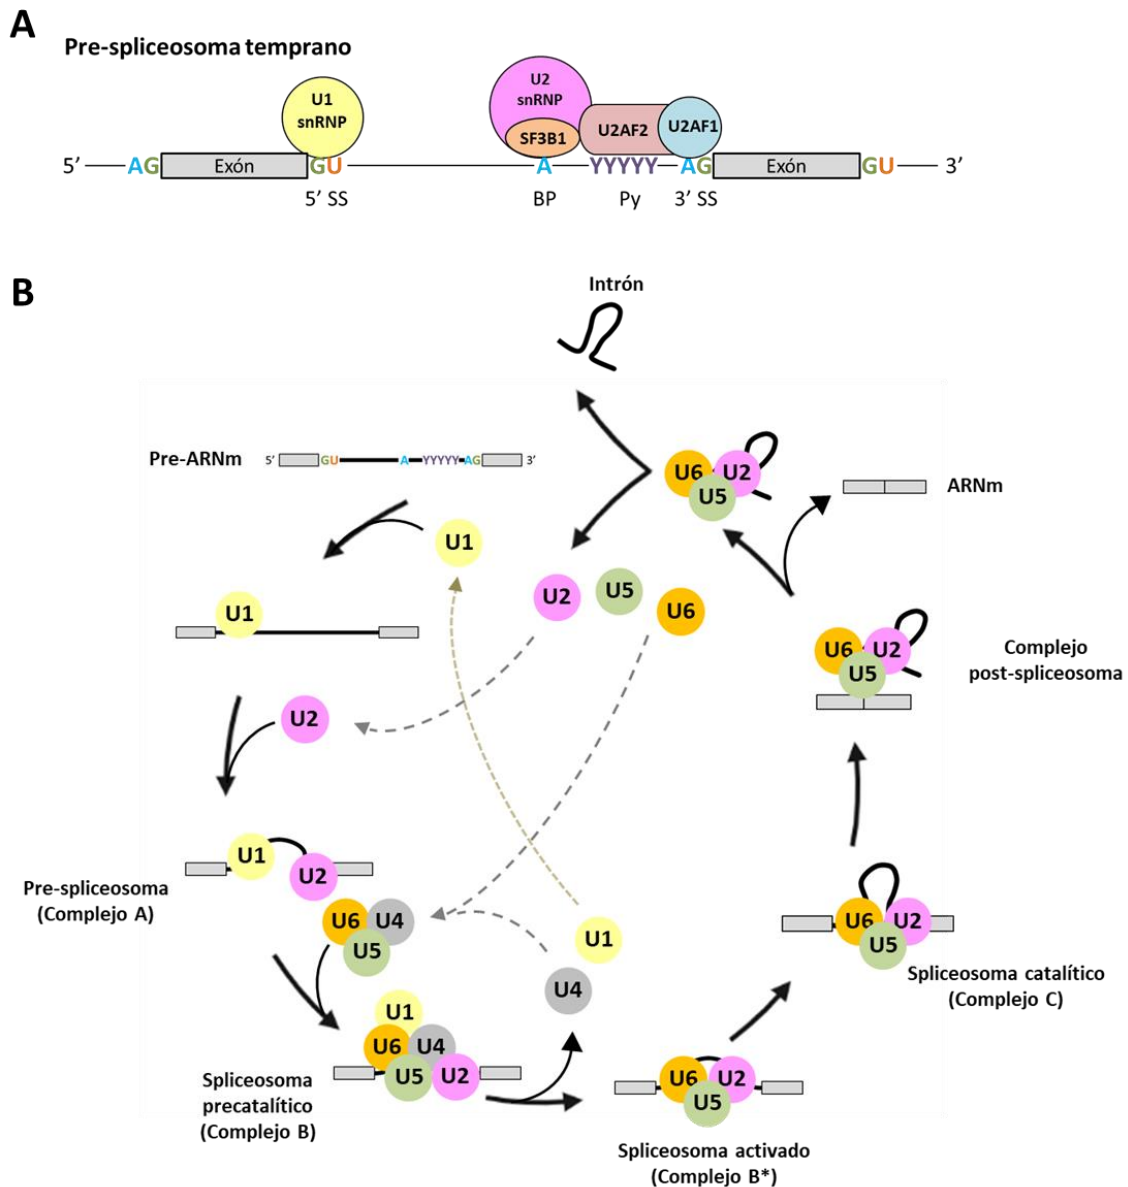 A
Pre-spliceosoma temprano
U1
snRNP
U2
snRNP
SF3B1
U2AF2
U2AF1
5’ AG Exón GU A YYYYY AG Exón GU 3’
5’ SS BP Py 3’ SS
B
Intrón
Pre-ARNm 5’ GU A YYYYY AG 3’
U6 U2
U5
ARNm
U1
U2 U5 U6
U1
U6 U2
U5
Complejo
post-spliceosoma
U2
U1
U2
Pre-spliceosoma
(Complejo A)
U6 U4
U5
U1
U4
U6 U2
U5
Spliceosoma catalítico
(Complejo C)
U1
U6 U4
U5 U2
Spliceosoma
precatalítico
(Complejo B)
U6 U2
U5
Spliceosoma activado
(Complejo B*)